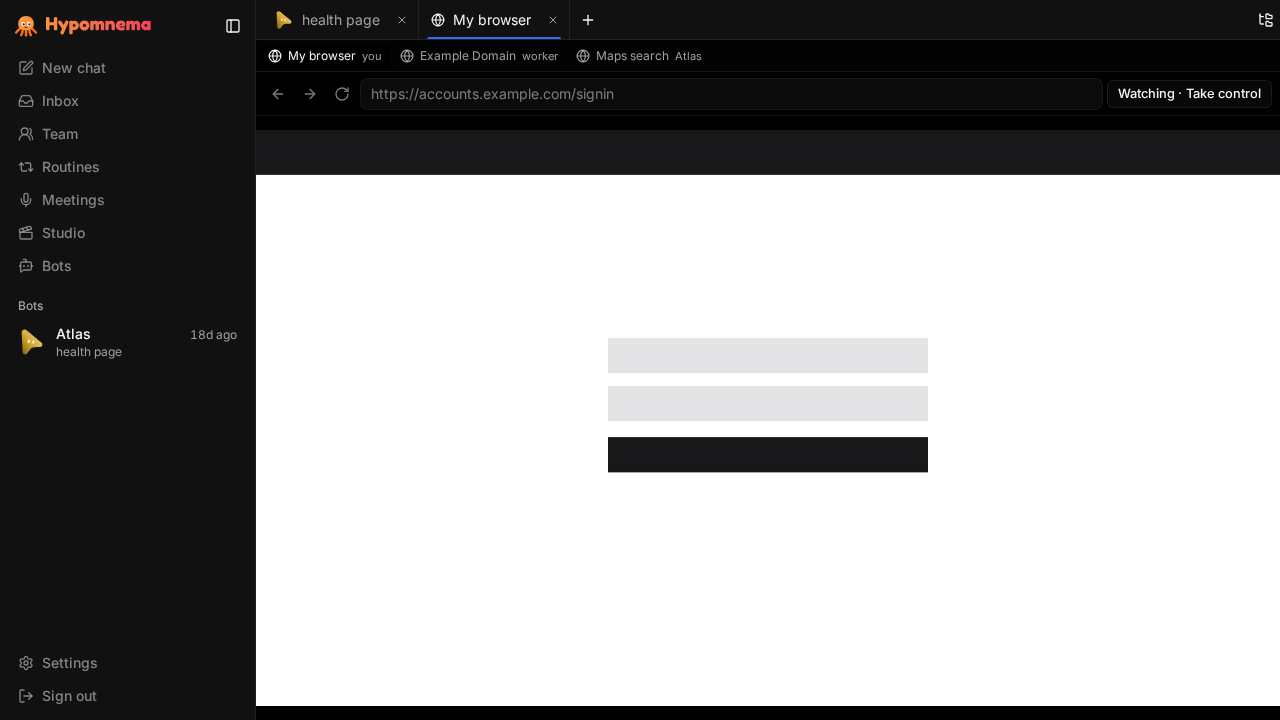 Hypomnema
New chat
Inbox
Team
Routines
Meetings
Studio
Bots
Bots
Atlas 18d ago
health page
Settings
Sign out
health page
My browser
My browser you
Example Domain worker
Maps search Atlas
https://accounts.example.com/signin
Watching · Take control